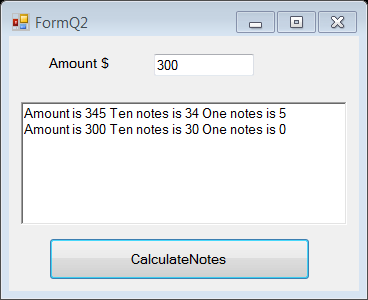 FormQ2
Amount $
300
Amount is 345 Ten notes is 34 One notes is 5
Amount is 300 Ten notes is 30 One notes is 0
CalculateNotes